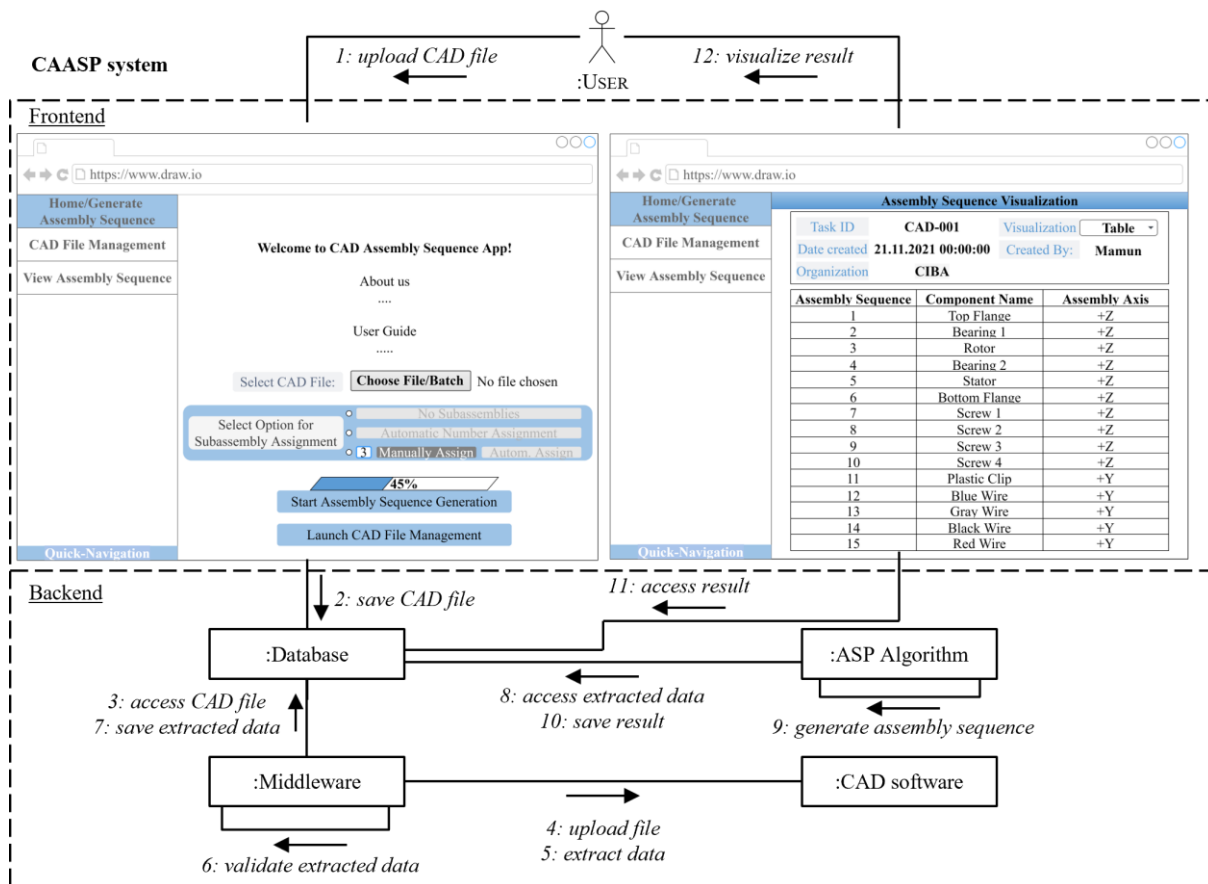 1: upload CAD file
12: visualize result
CAASP system
:USER
Frontend
https://www.draw.io
Home/Generate
Assembly Sequence
CAD File Management
View Assembly Sequence
Welcome to CAD Assembly Sequence App!
About us
....
User Guide
.....
Select CAD File: Choose File/Batch No file chosen
Select Option for
Subassembly Assignment
No Subassemblies
Automatic Number Assignment
3 Manually Assign Autom. Assign
45%
Start Assembly Sequence Generation
Launch CAD File Management
Quick-Navigation
https://www.draw.io
Home/Generate
Assembly Sequence
CAD File Management
View Assembly Sequence
Quick-Navigation
Assembly Sequence Visualization
Task ID CAD-001 Visualization Table
Date created 21.11.2021 00:00:00 Created By: Mamun
Organization CIBA
Assembly Sequence Component Name Assembly Axis
1 Top Flange +Z
2 Bearing 1 +Z
3 Rotor +Z
4 Bearing 2 +Z
5 Stator +Z
6 Bottom Flange +Z
7 Screw 1 +Z
8 Screw 2 +Z
9 Screw 3 +Z
10 Screw 4 +Z
11 Plastic Clip +Y
12 Blue Wire +Y
13 Gray Wire +Y
14 Black Wire +Y
15 Red Wire +Y
Backend
2: save CAD file
11: access result
:Database
:ASP Algorithm
3: access CAD file
7: save extracted data
8: access extracted data
10: save result
9: generate assembly sequence
:Middleware
:CAD software
4: upload file
5: extract data
6: validate extracted data